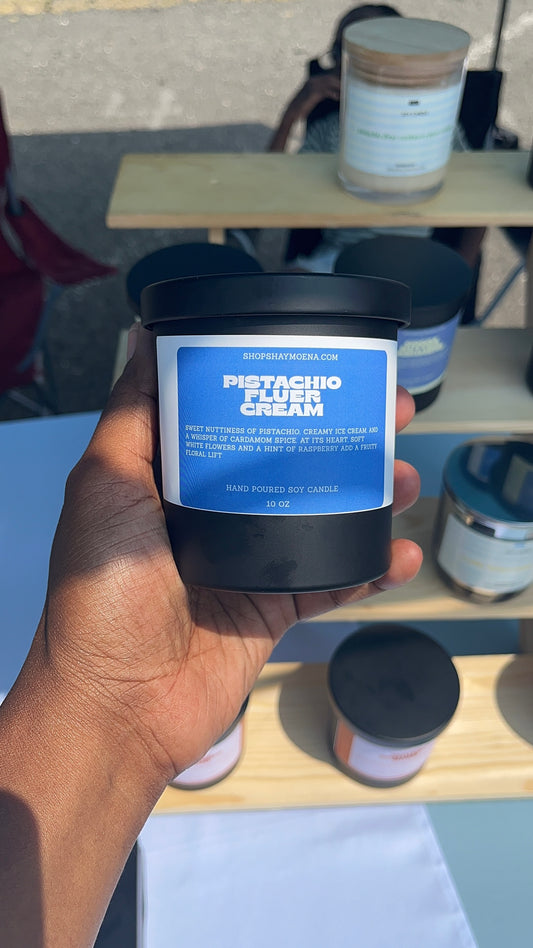 SHOPSHAYMOENA.COM
PISTACHIO
FLUER
CREAM
SWEET NUTTINESS OF PISTACHIO, CREAMY ICE CREAM, AND
A WHISPER OF CARDAMOM SPICE. AT ITS HEART, SOFT
WHITE FLOWERS AND A HINT OF RASPBERRY ADD A FRUITY
FLORAL LIFT
HAND POURED SOY CANDLE
10 OZ